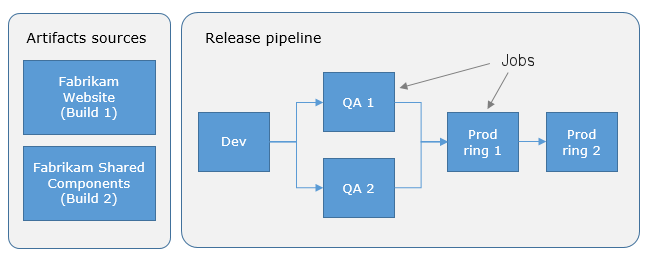 Artifacts sources
Fabrikam
Website
(Build 1)
Fabrikam Shared
Components
(Build 2)
Release pipeline
Jobs
Dev
QA 1
QA 2
Prod
ring 1
Prod
ring 2